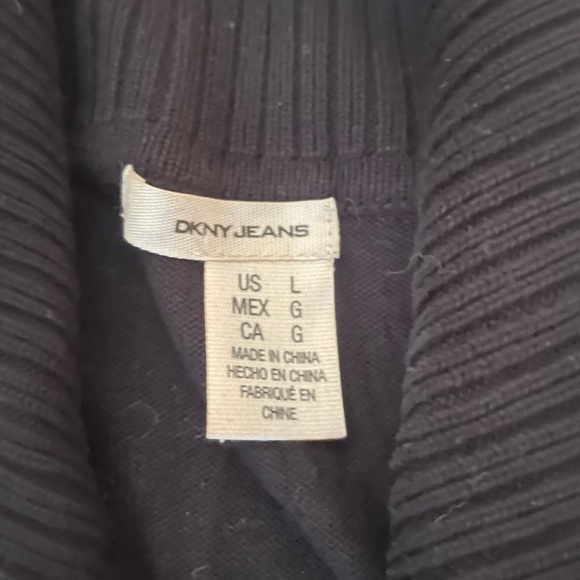 DKNY JEANS
US L
MEX G
CA G
MADE IN CHINA
HECHO EN CHINA
FABRIQUÉ EN
CHINE